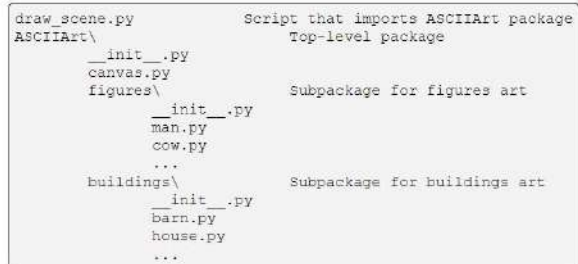 draw_scene.py Script that imports ASCIIArt package
ASCIIArt\ Top-level package
__init__.py
canvas.py
figures\ Subpackage for figures art
__init__.py
man.py
cow.py
...
buildings\ Subpackage for buildings art
__init__.py
barn.py
house.py
...